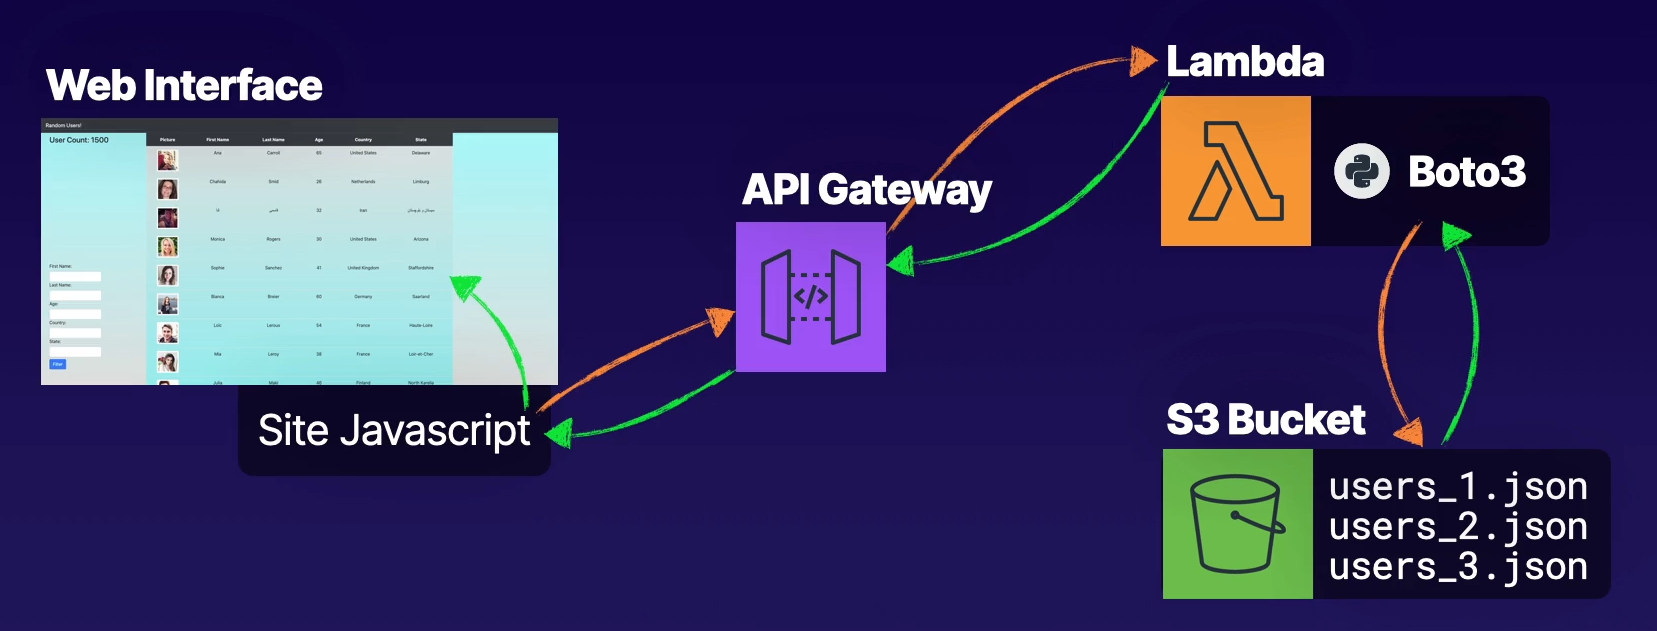 Web Interface
Random Users!
User Count: 1500
Picture First Name Last Name Age Country State
Ana Carroll 65 United States Delaware
Chahida Smid 26 Netherlands Limburg
32 Iran
Monica Rogers 30 United States Arizona
Sophie Sanchez 41 United Kingdom Staffordshire
Bianca Breier 60 Germany Saarland
Loïc Leroux 54 France Haute-Loire
Mia Leroy 38 France Loir-et-Cher
Julia Maki 46 Finland North Karelia
First Name:
Last Name:
Age:
Country:
State:
Filter
Site Javascript
API Gateway
</>
Lambda
Boto3
S3 Bucket
users_1.json
users_2.json
users_3.json